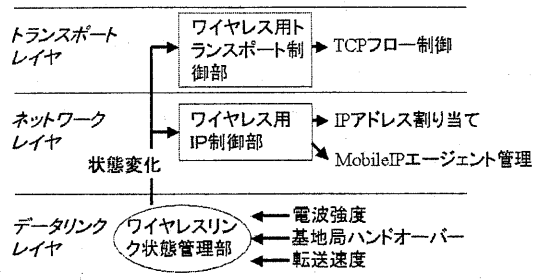 トランスポート
レイヤ
ワイヤレス用ト
ランスポート制
御部
TCPフロー制御
ネットワーク
レイヤ
ワイヤレス用
IP制御部
IPアドレス割り当て
MobileIPエージェント管理
状態変化
データリンク
レイヤ
ワイヤレスリン
ク状態管理部
電波強度
基地局ハンドオーバー
転送速度